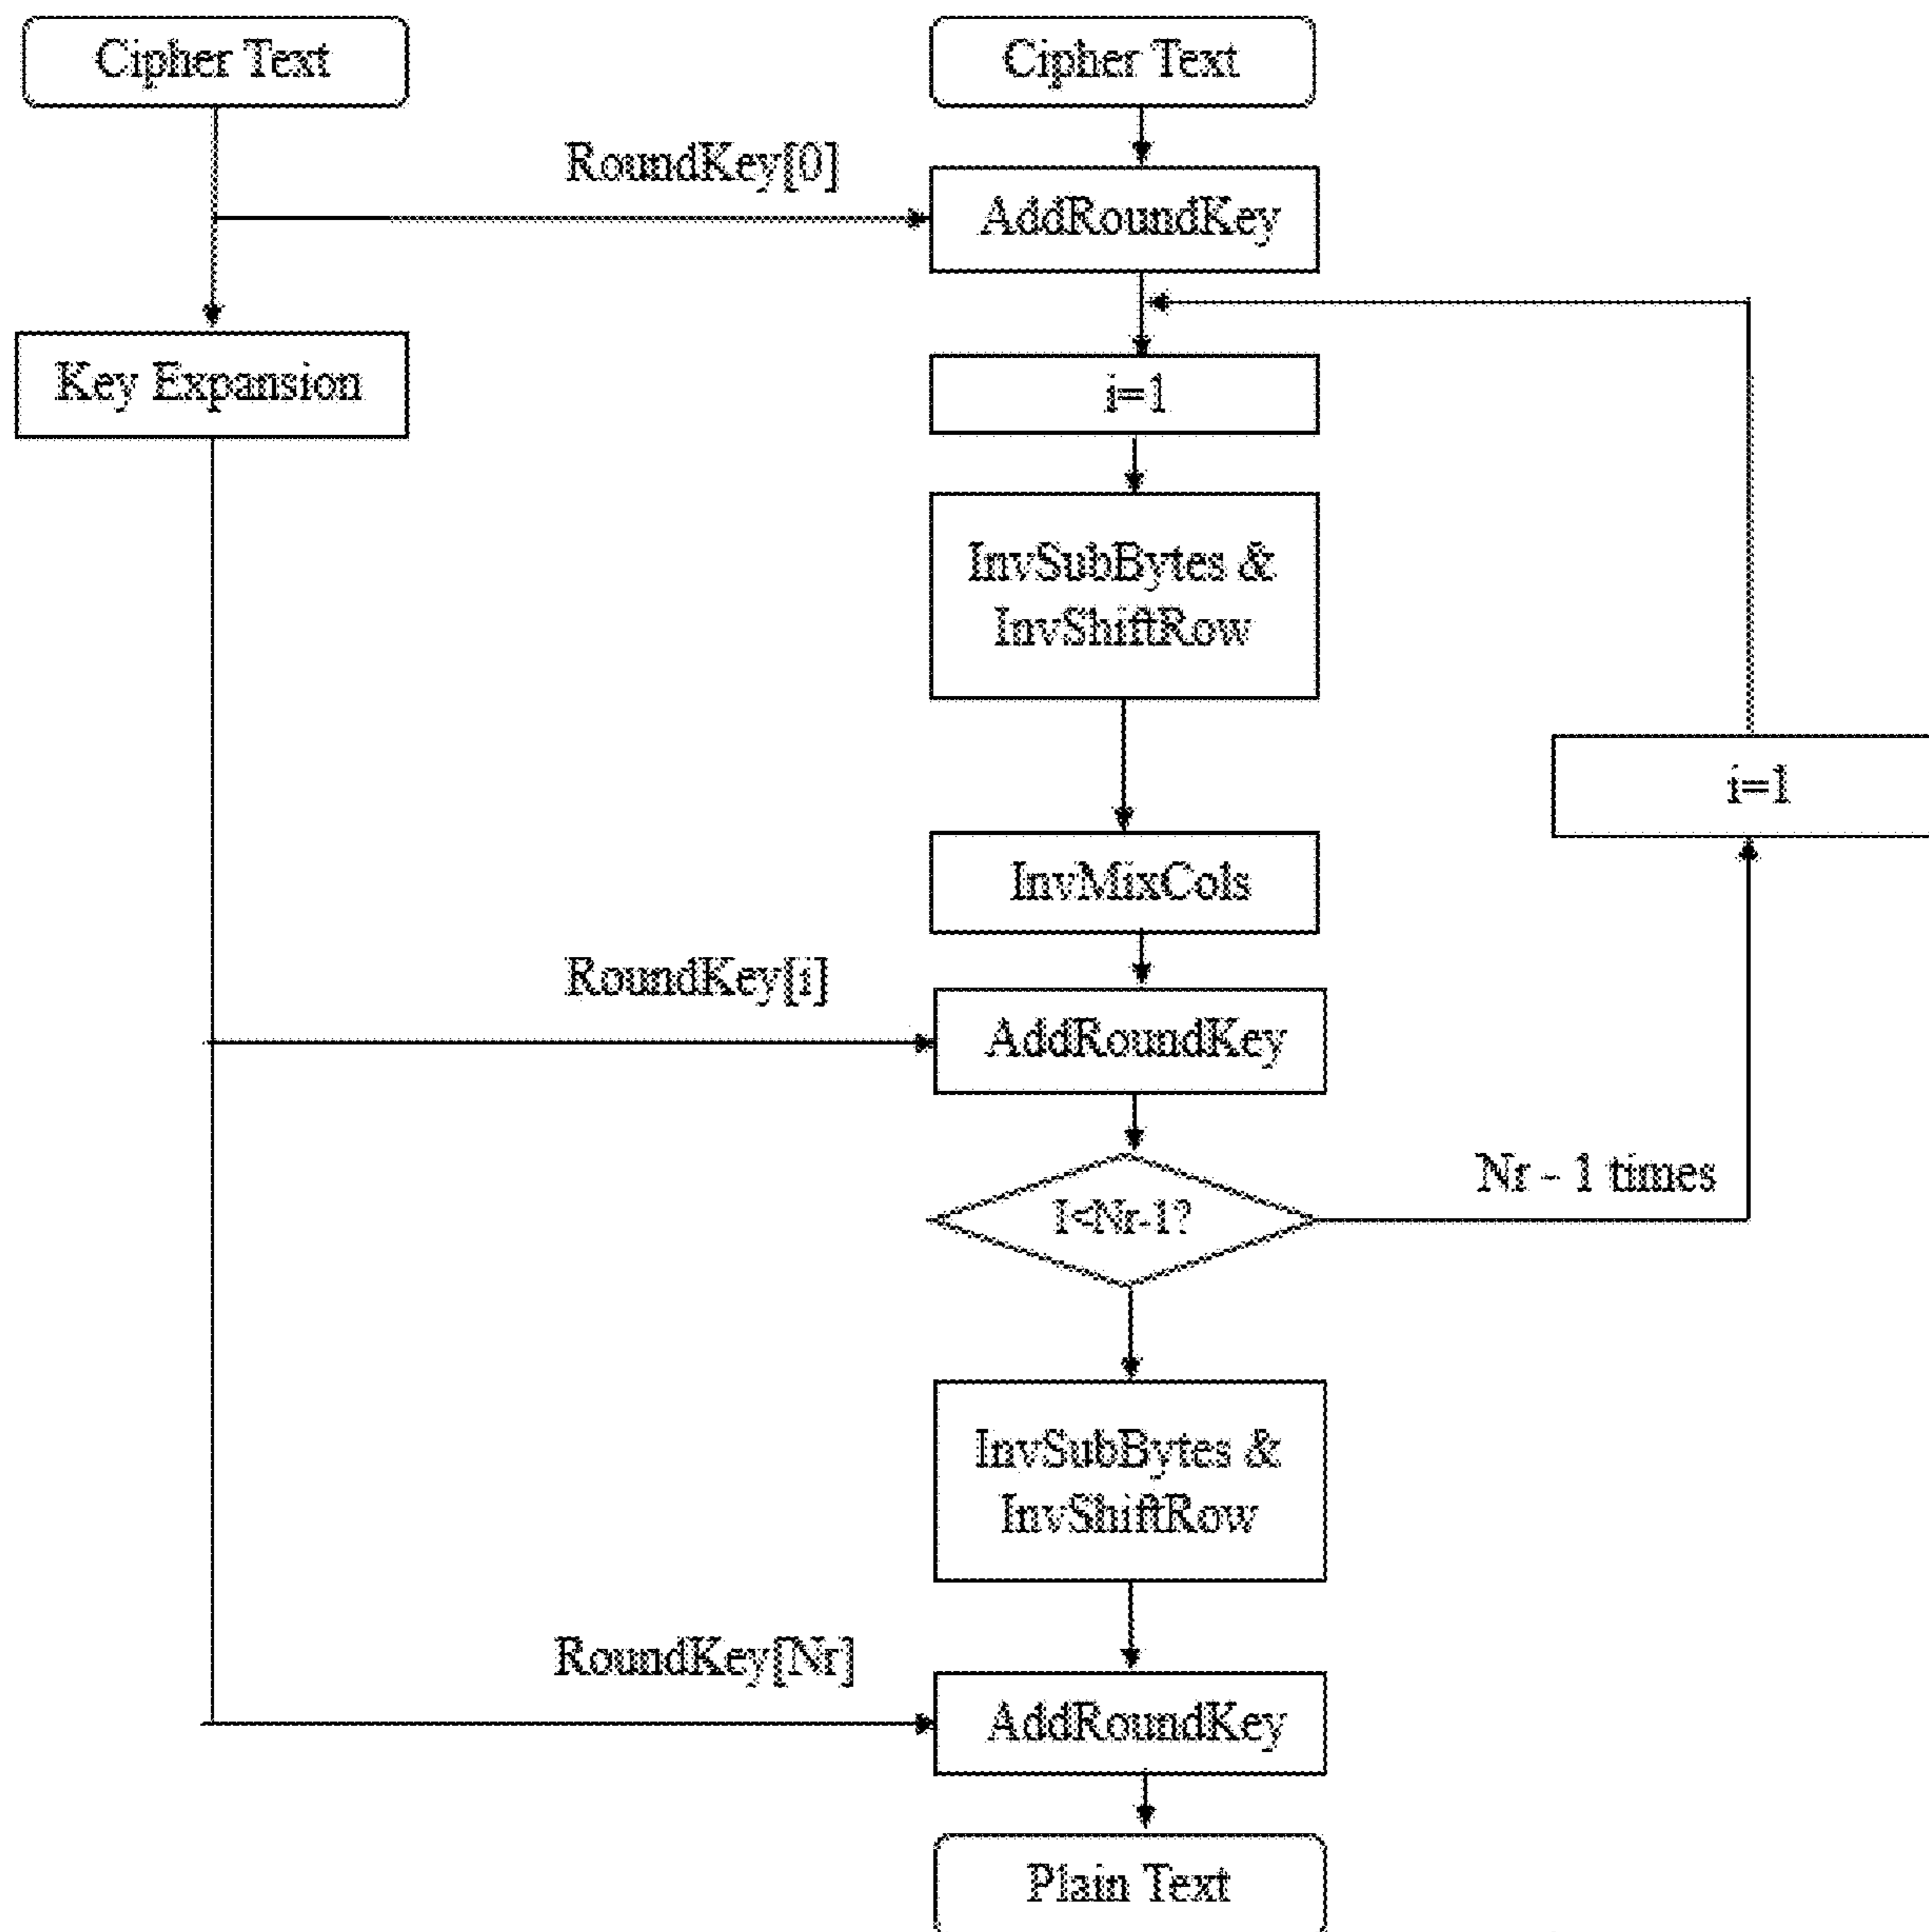 Cipher Text
Cipher Text
RoundKey[0]
AddRoundKey
Key Expansion
i=1
InvSubBytes &
InvShiftRow
i=1
InvMixCols
RoundKey[i]
AddRoundKey
Nr - 1 times
I<Nr-1?
InvSubBytes &
InvShiftRow
RoundKey[Nr]
AddRoundKey
Plain Text